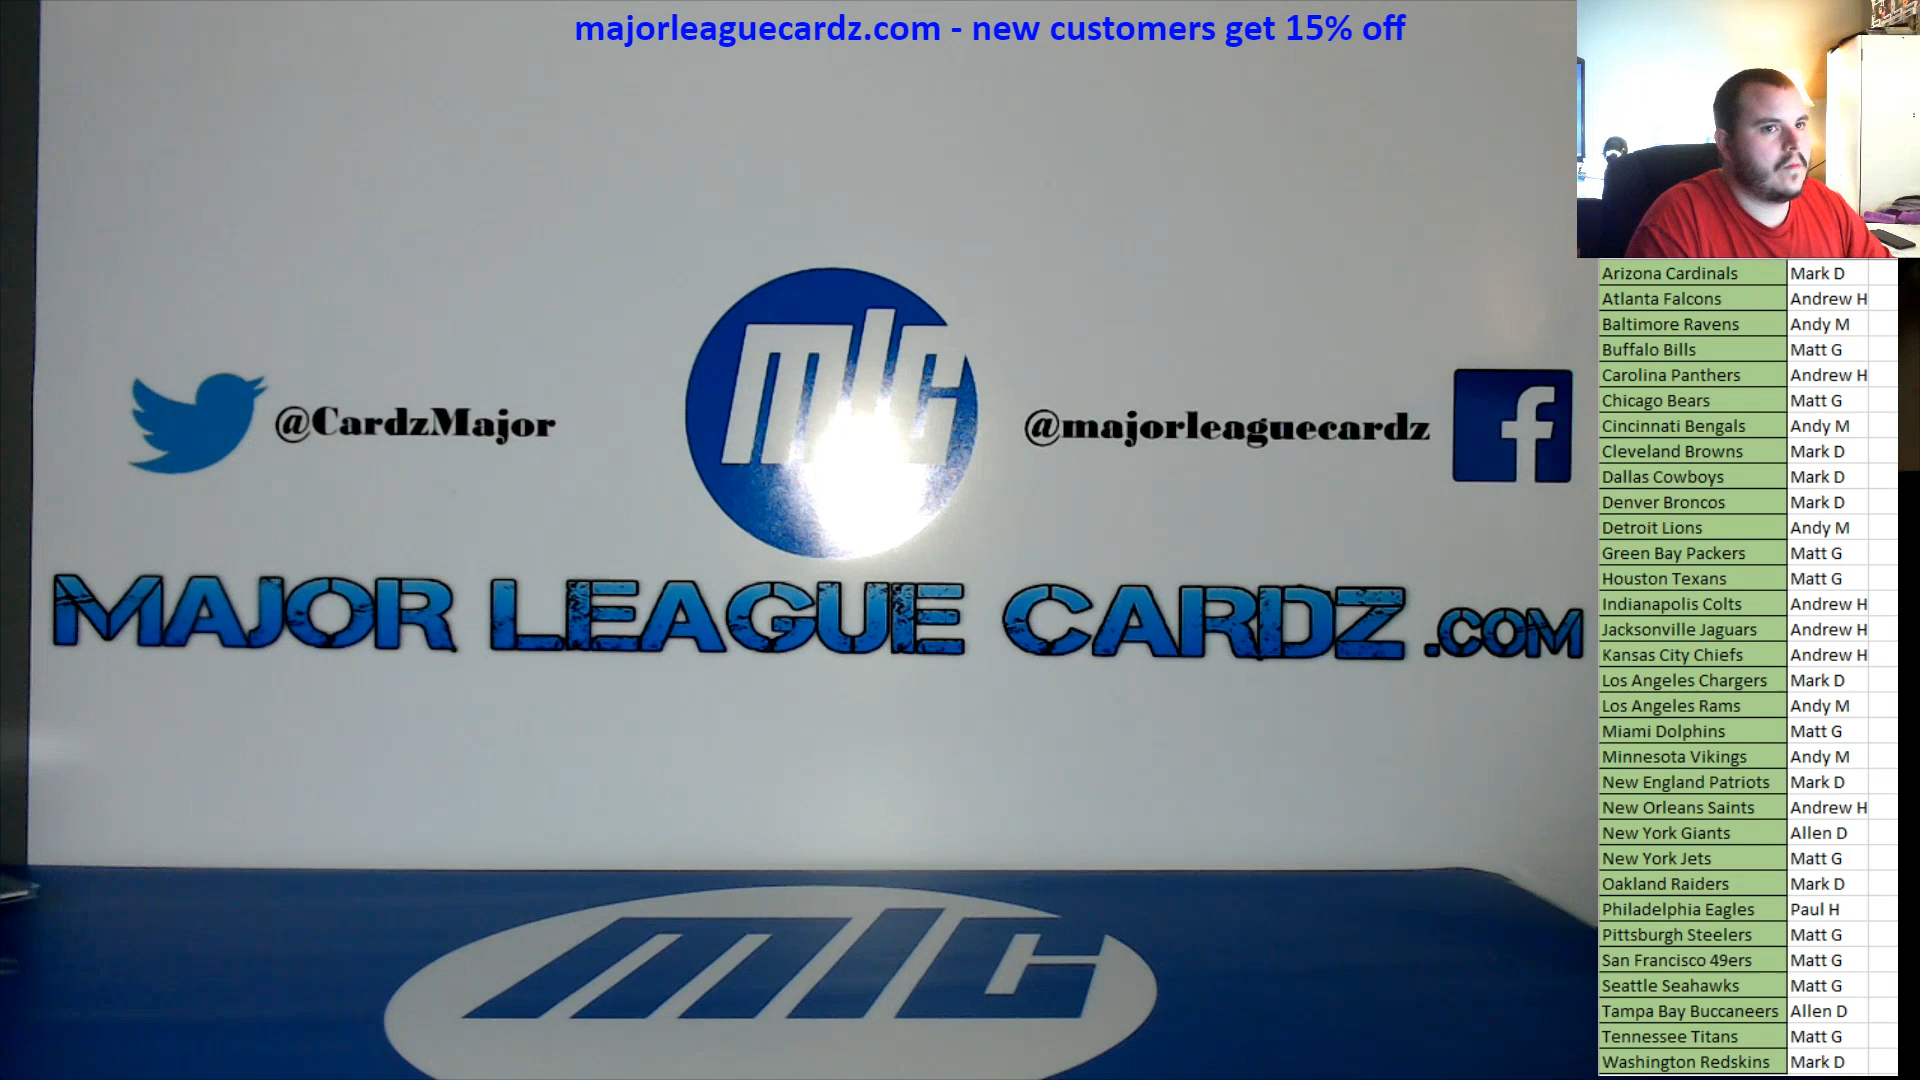 majorleaguecardz.com - new customers get 15% off
@CardzMajor
mlc
@majorleaguecardz
MAJOR LEAGUE CARDZ .COM
mlc
Arizona Cardinals Mark D
Atlanta Falcons Andrew H
Baltimore Ravens Andy M
Buffalo Bills Matt G
Carolina Panthers Andrew H
Chicago Bears Matt G
Cincinnati Bengals Andy M
Cleveland Browns Mark D
Dallas Cowboys Mark D
Denver Broncos Mark D
Detroit Lions Andy M
Green Bay Packers Matt G
Houston Texans Matt G
Indianapolis Colts Andrew H
Jacksonville Jaguars Andrew H
Kansas City Chiefs Andrew H
Los Angeles Chargers Mark D
Los Angeles Rams Andy M
Miami Dolphins Matt G
Minnesota Vikings Andy M
New England Patriots Mark D
New Orleans Saints Andrew H
New York Giants Allen D
New York Jets Matt G
Oakland Raiders Mark D
Philadelphia Eagles Paul H
Pittsburgh Steelers Matt G
San Francisco 49ers Matt G
Seattle Seahawks Matt G
Tampa Bay Buccaneers Allen D
Tennessee Titans Matt G
Washington Redskins Mark D